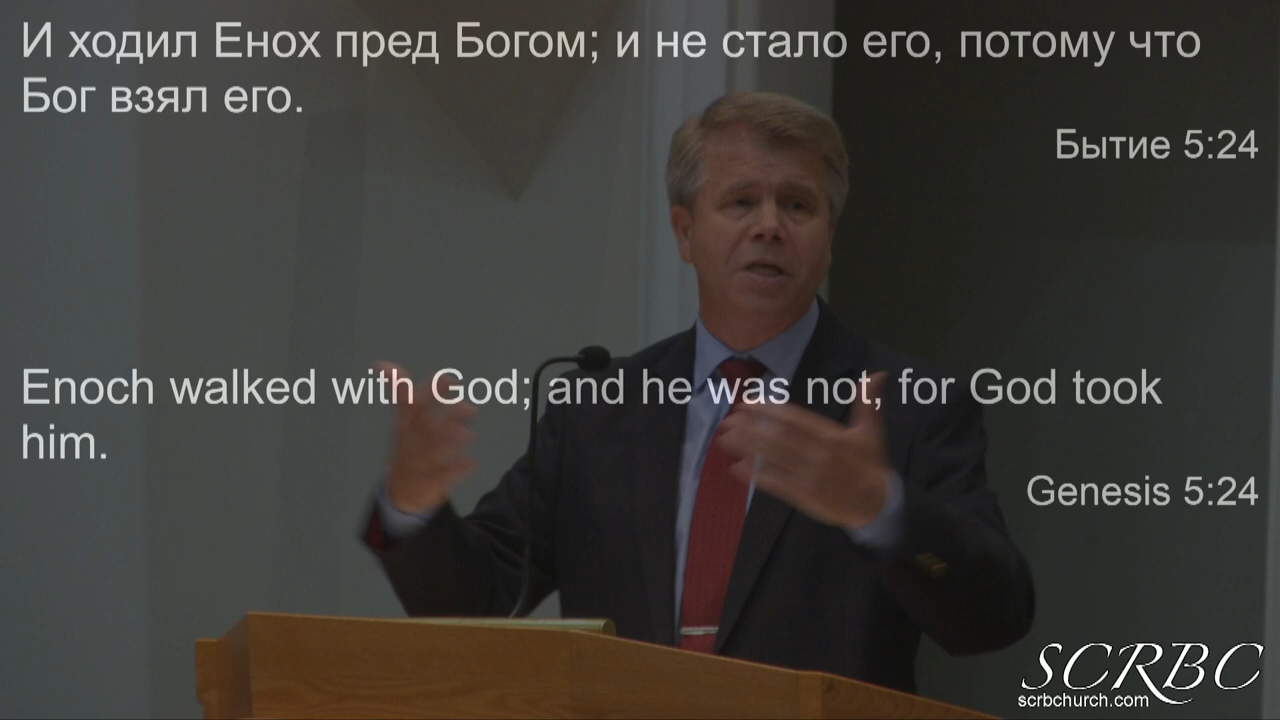 И ходил Енох пред Богом; и не стало его, потому что
Бог взял его.
Бытие 5:24
Enoch walked with God; and he was not, for God took
him.
Genesis 5:24
SCRBC
scrbchurch.com